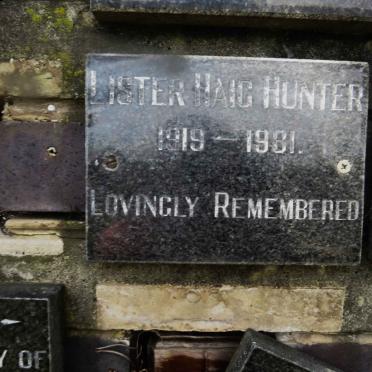 LISTER HAIG HUNTER
1919 — 1981.
LOVINGLY REMEMBERED
Y OF